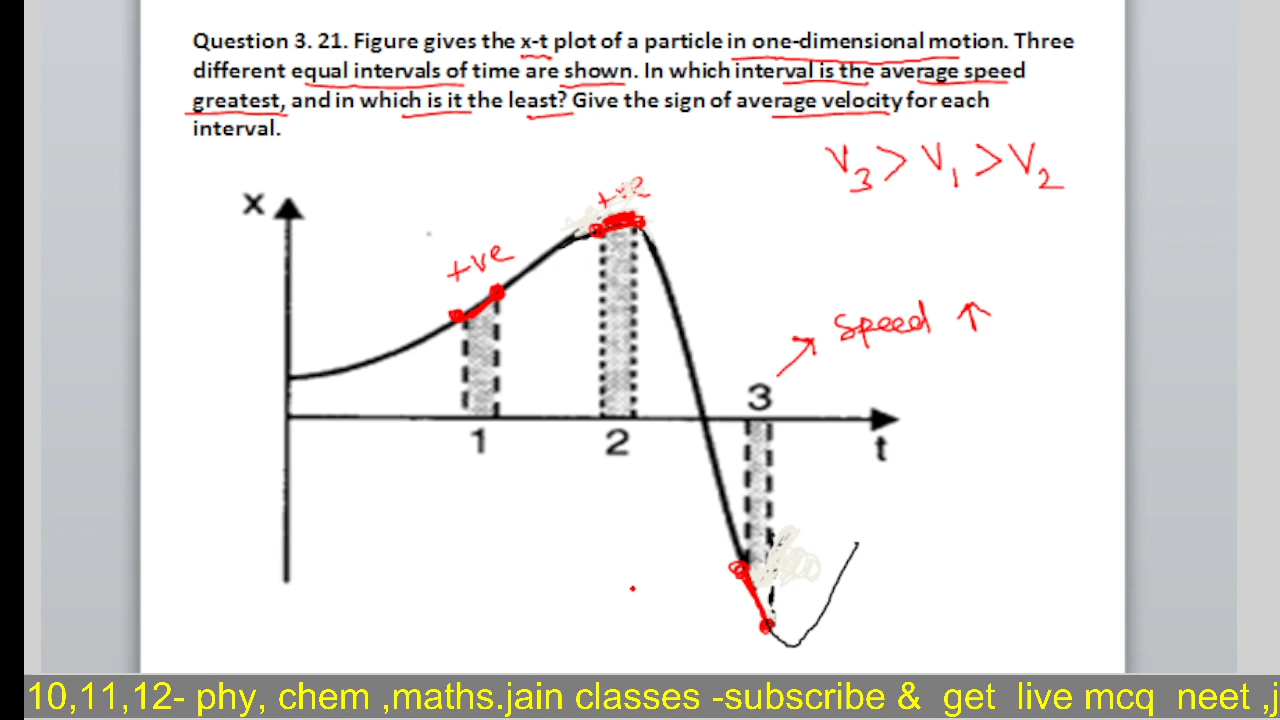 Question 3. 21. Figure gives the x-t plot of a particle in one-dimensional motion. Three
different equal intervals of time are shown. In which interval is the average speed
greatest, and in which is it the least? Give the sign of average velocity for each
interval.
V3 > V1 > V2
x
+ve
+ve
speed ↑
3
1
2
t
10,11,12- phy, chem ,maths.jain classes -subscribe & get live mcq neet ,j